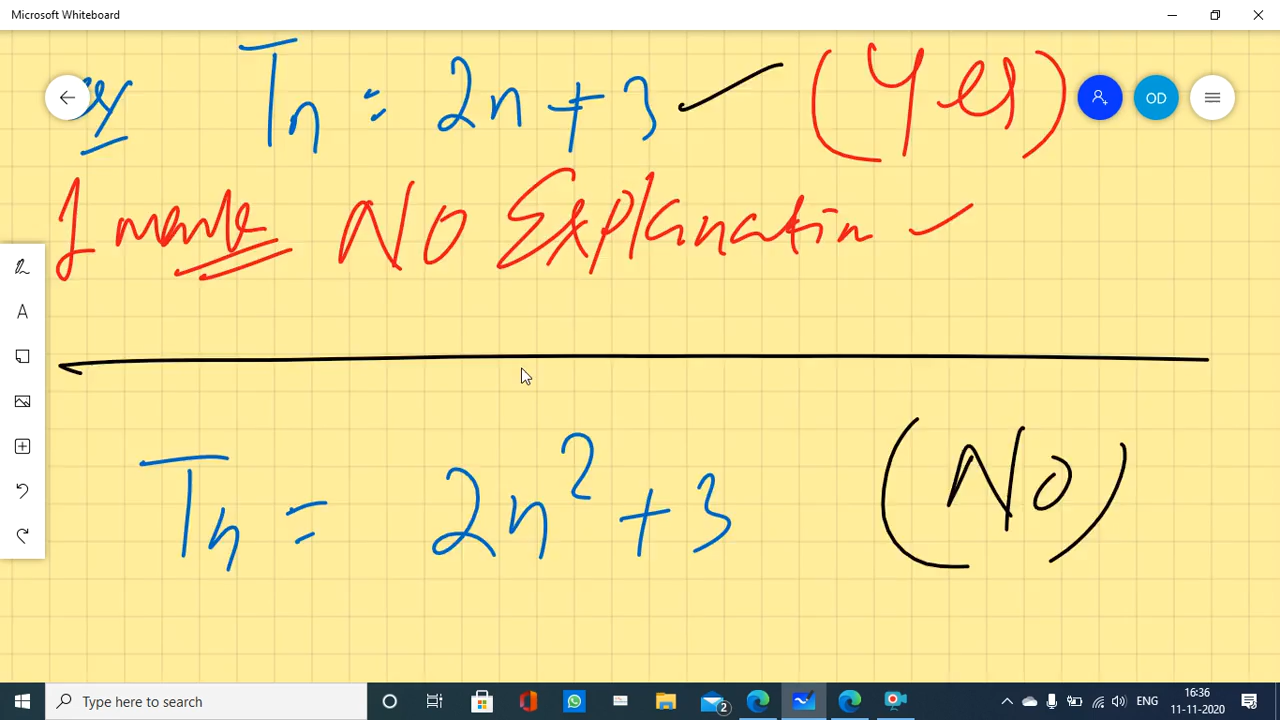 Microsoft Whiteboard
Tn = 2n + 3 (Yes)
OD
1 mark NO Explanation
A
Tn = 2n² + 3 (No)
Type here to search
2
ENG
16:36
11-11-2020